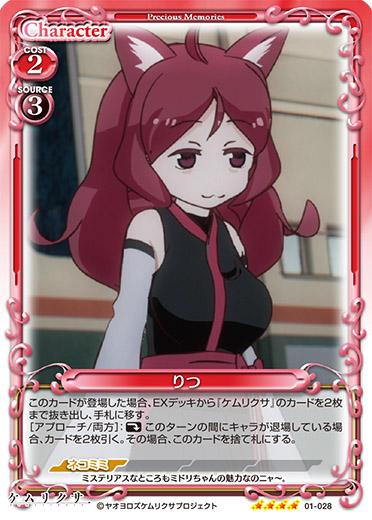 Precious Memories
Character
COST
2
SOURCE
3
りつ
このカードが登場した場合、EXデッキから『ケムリクサ』のカードを2枚
まで抜き出し、手札に移す。
[アプローチ/両方]: このターンの間にキャラが退場している場
合、カードを2枚引く。その場合、このカードを捨て札にする。
ネコミミ
ミステリアスなところもミドリちゃんの魅力なのニャ～。
ケムリクサ
©ヤオヨロズケムリクサプロジェクト
01-028